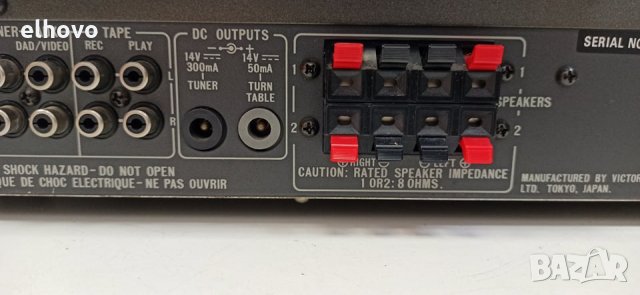 elhovo
NER
TAPE
DAD/VIDEO REC PLAY
L
R
DC OUTPUTS
14V 14V
300mA 50mA
TUNER TURN
TABLE
1 1
SPEAKERS
2 2
RIGHT LEFT
CAUTION: RATED SPEAKER IMPEDANCE
1 OR2: 8 OHMS.
SERIAL NO
SHOCK HAZARD-DO NOT OPEN
QUE DE CHOC ELECTRIQUE-NE PAS OUVRIR
MANUFACTURED BY VICTOR
LTD. TOKYO, JAPAN.
BAZAR